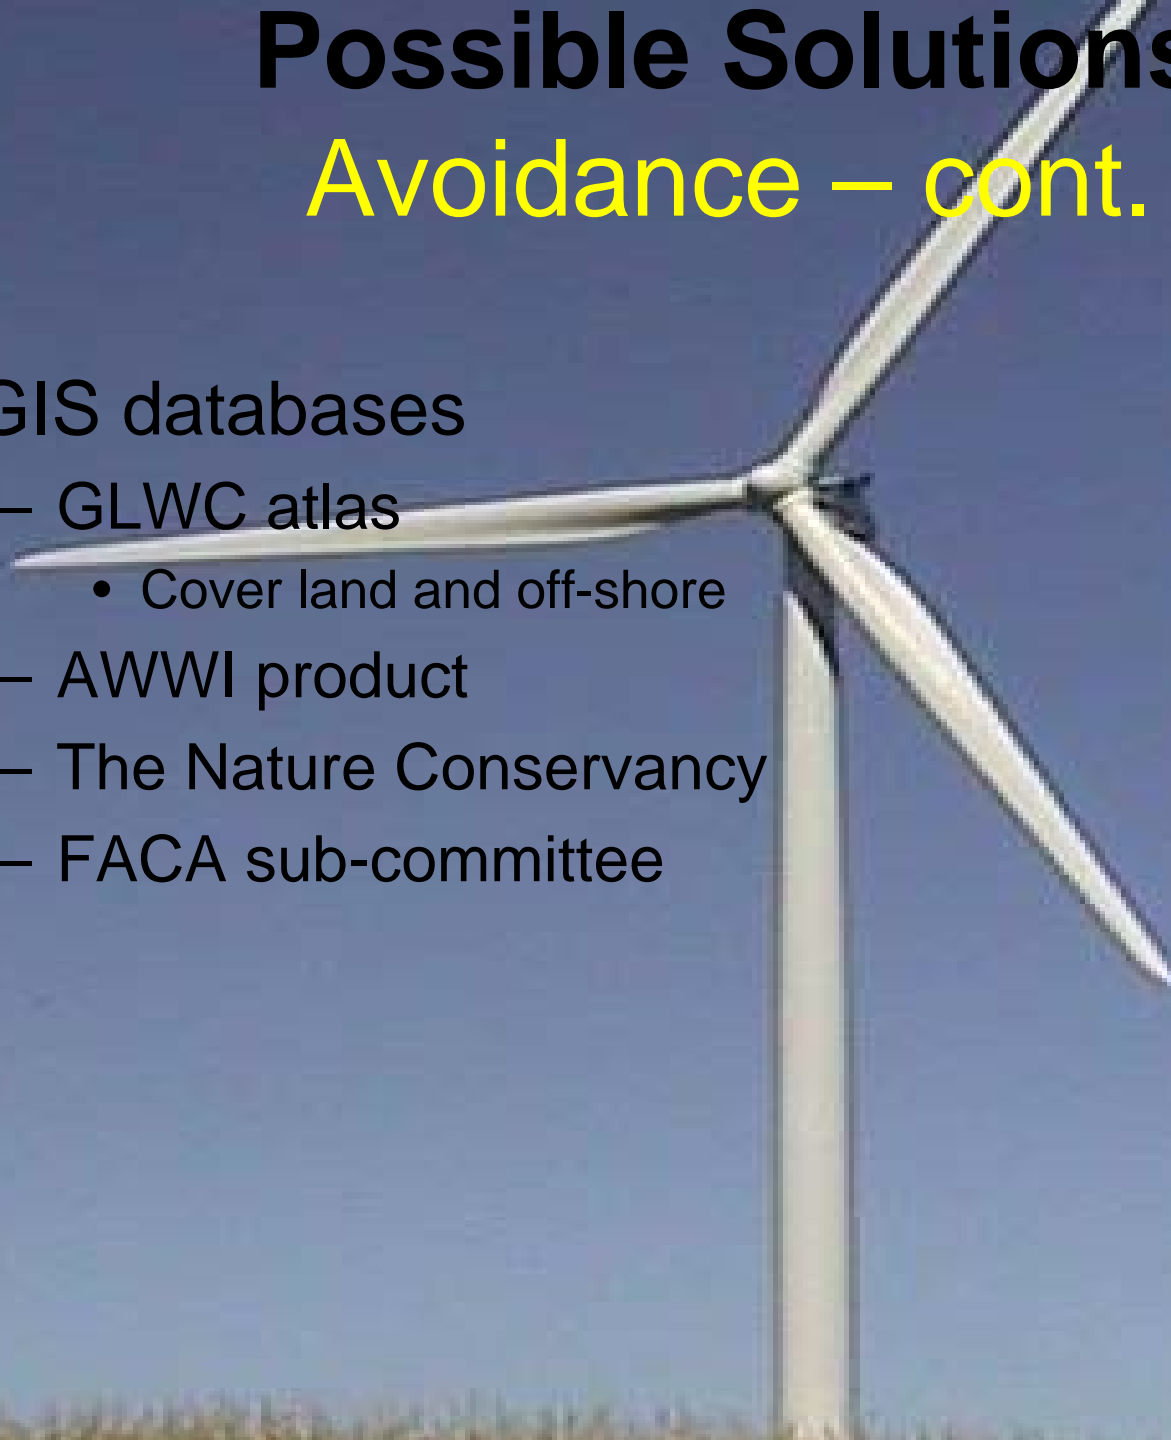 Possible Solutions
Avoidance – cont.
GIS databases
– GLWC atlas
• Cover land and off-shore
– AWWI product
– The Nature Conservancy
– FACA sub-committee